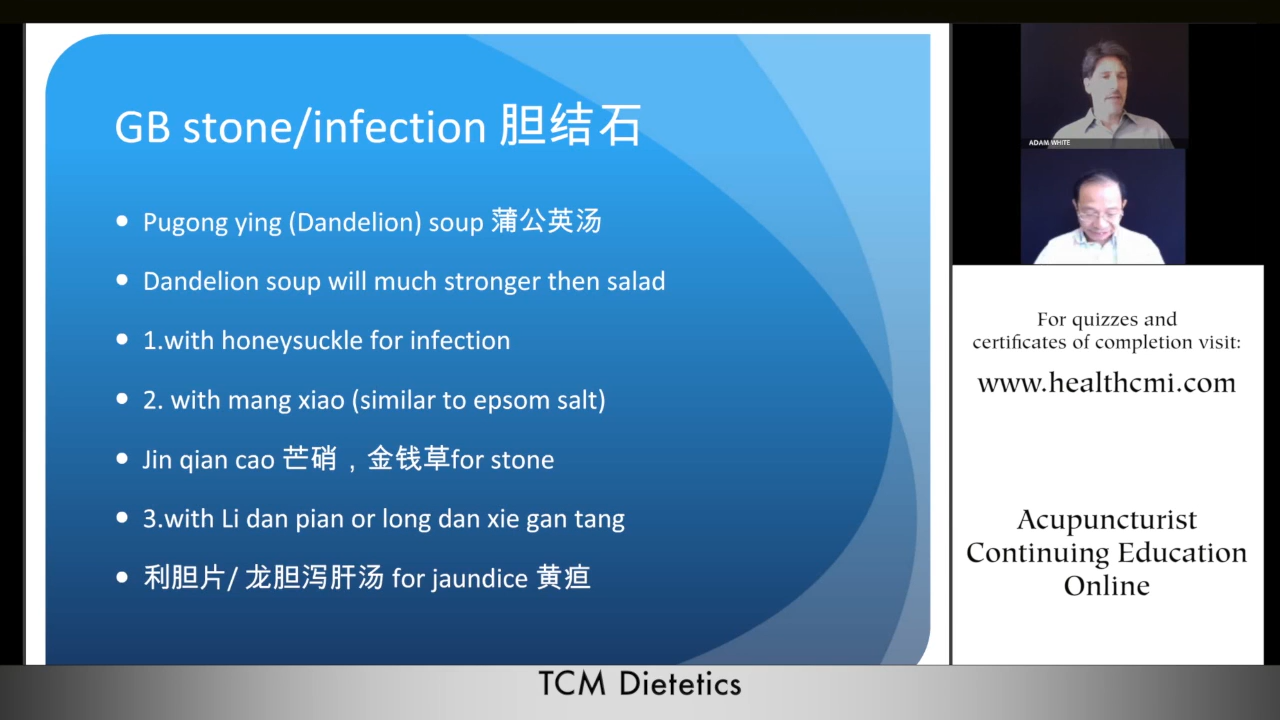 GB stone/infection 胆结石
Pugong ying (Dandelion) soup 蒲公英汤
Dandelion soup will much stronger then salad
1.with honeysuckle for infection
2. with mang xiao (similar to epsom salt)
Jin qian cao 芒硝，金钱草for stone
3.with Li dan pian or long dan xie gan tang
利胆片/ 龙胆泻肝汤 for jaundice 黄疸
ADAM WHITE
For quizzes and
certificates of completion visit:
www.healthcmi.com
Acupuncturist
Continuing Education
Online
TCM Dietetics